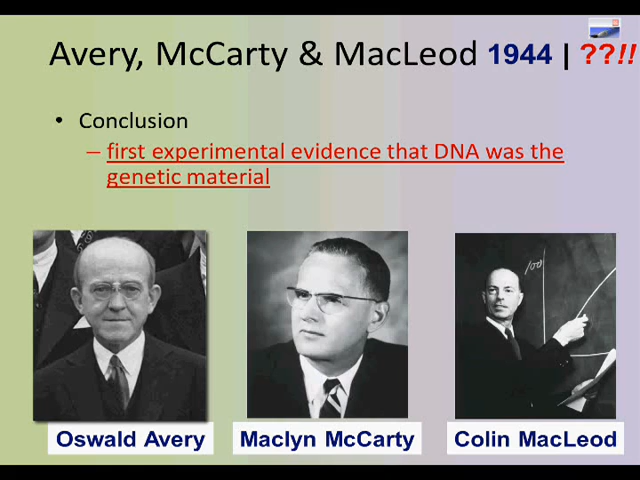 Avery, McCarty & MacLeod 1944 | ??!!
• Conclusion
– first experimental evidence that DNA was the
genetic material
100
Oswald Avery
Maclyn McCarty
Colin MacLeod